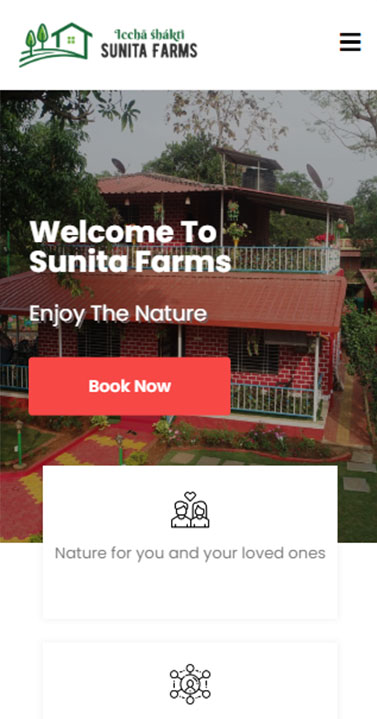 Icchā shákti
SUNITA FARMS
Welcome To
Sunita Farms
Enjoy The Nature
Book Now
Nature for you and your loved ones